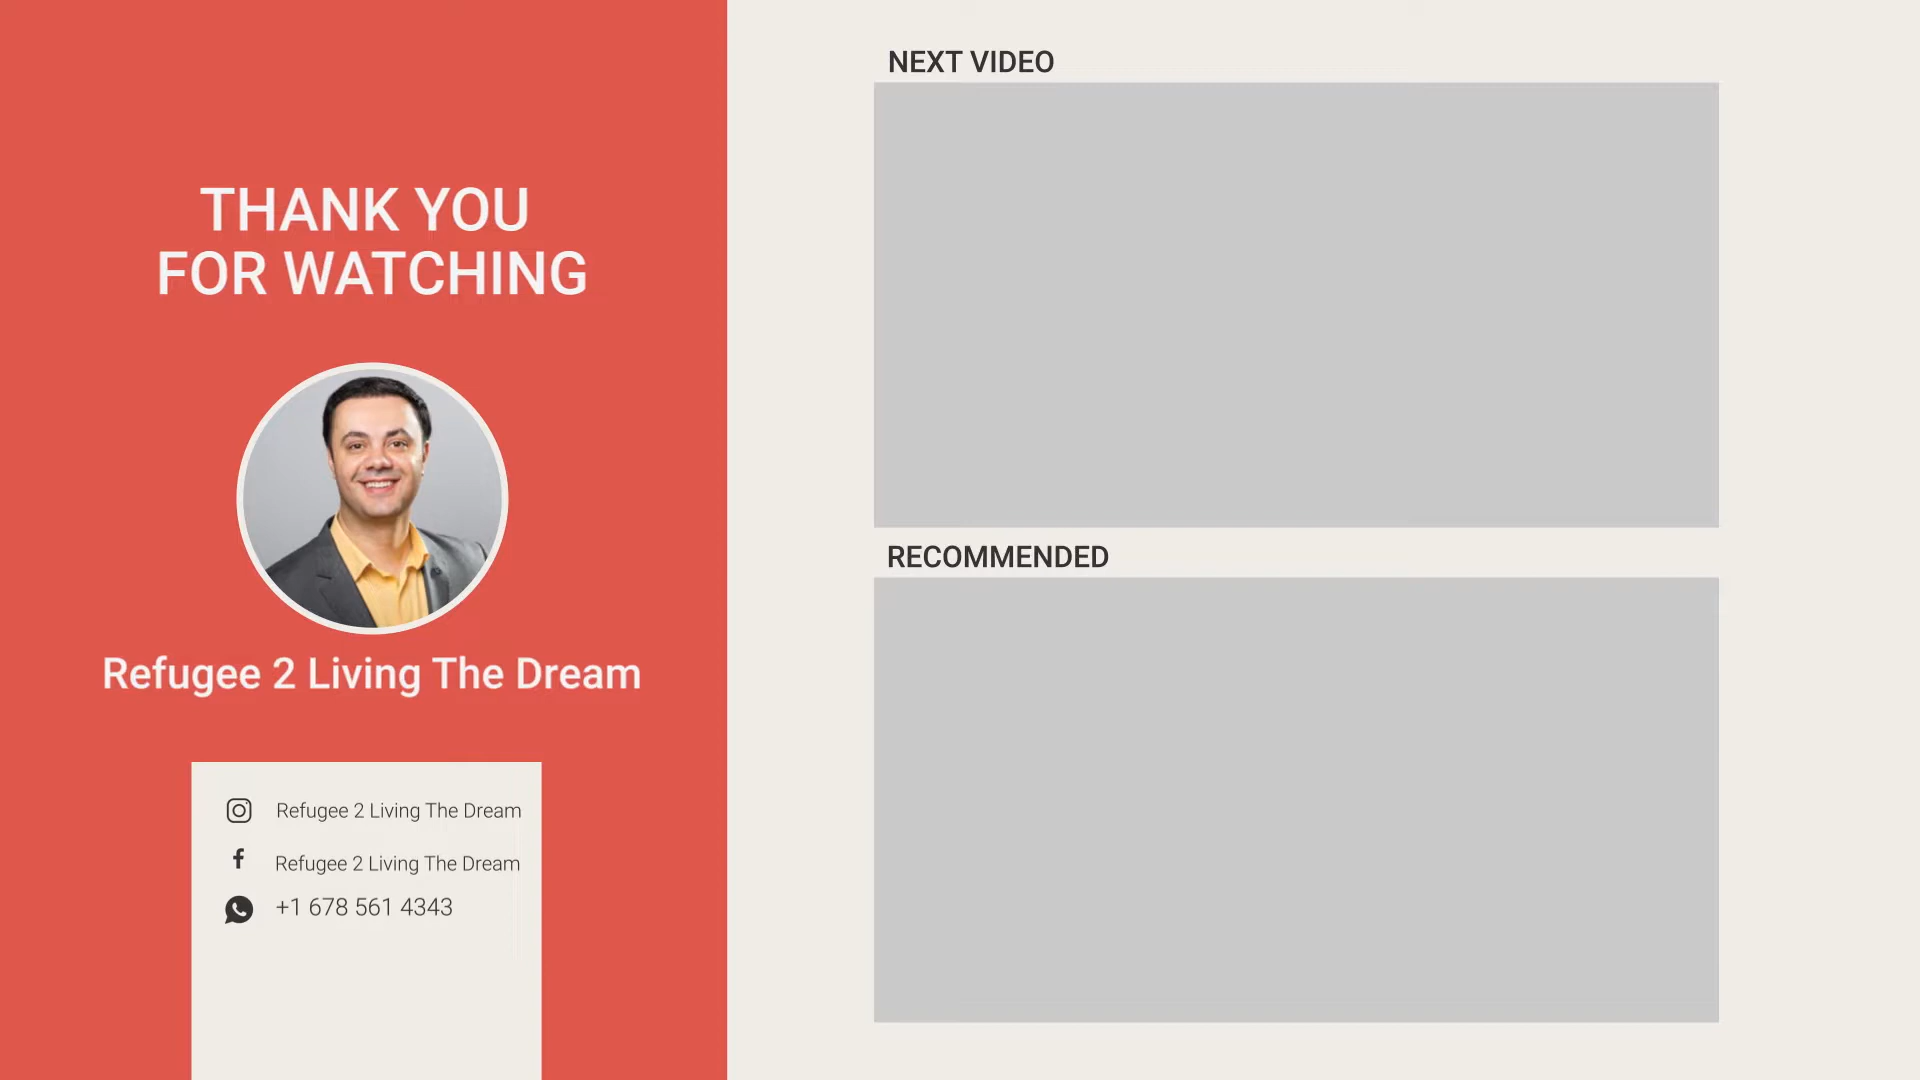 THANK YOU
FOR WATCHING
Refugee 2 Living The Dream
Refugee 2 Living The Dream
Refugee 2 Living The Dream
+1 678 561 4343
NEXT VIDEO
RECOMMENDED